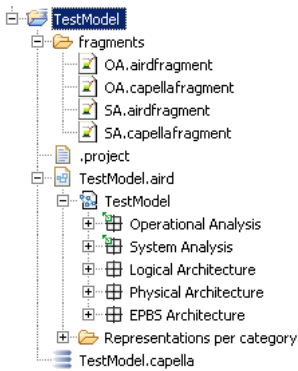 TestModel
fragments
OA.airdfragment
OA.capellafragment
SA.airdfragment
SA.capellafragment
.project
TestModel.aird
TestModel
Operational Analysis
System Analysis
Logical Architecture
Physical Architecture
EPBS Architecture
Representations per category
TestModel.capella